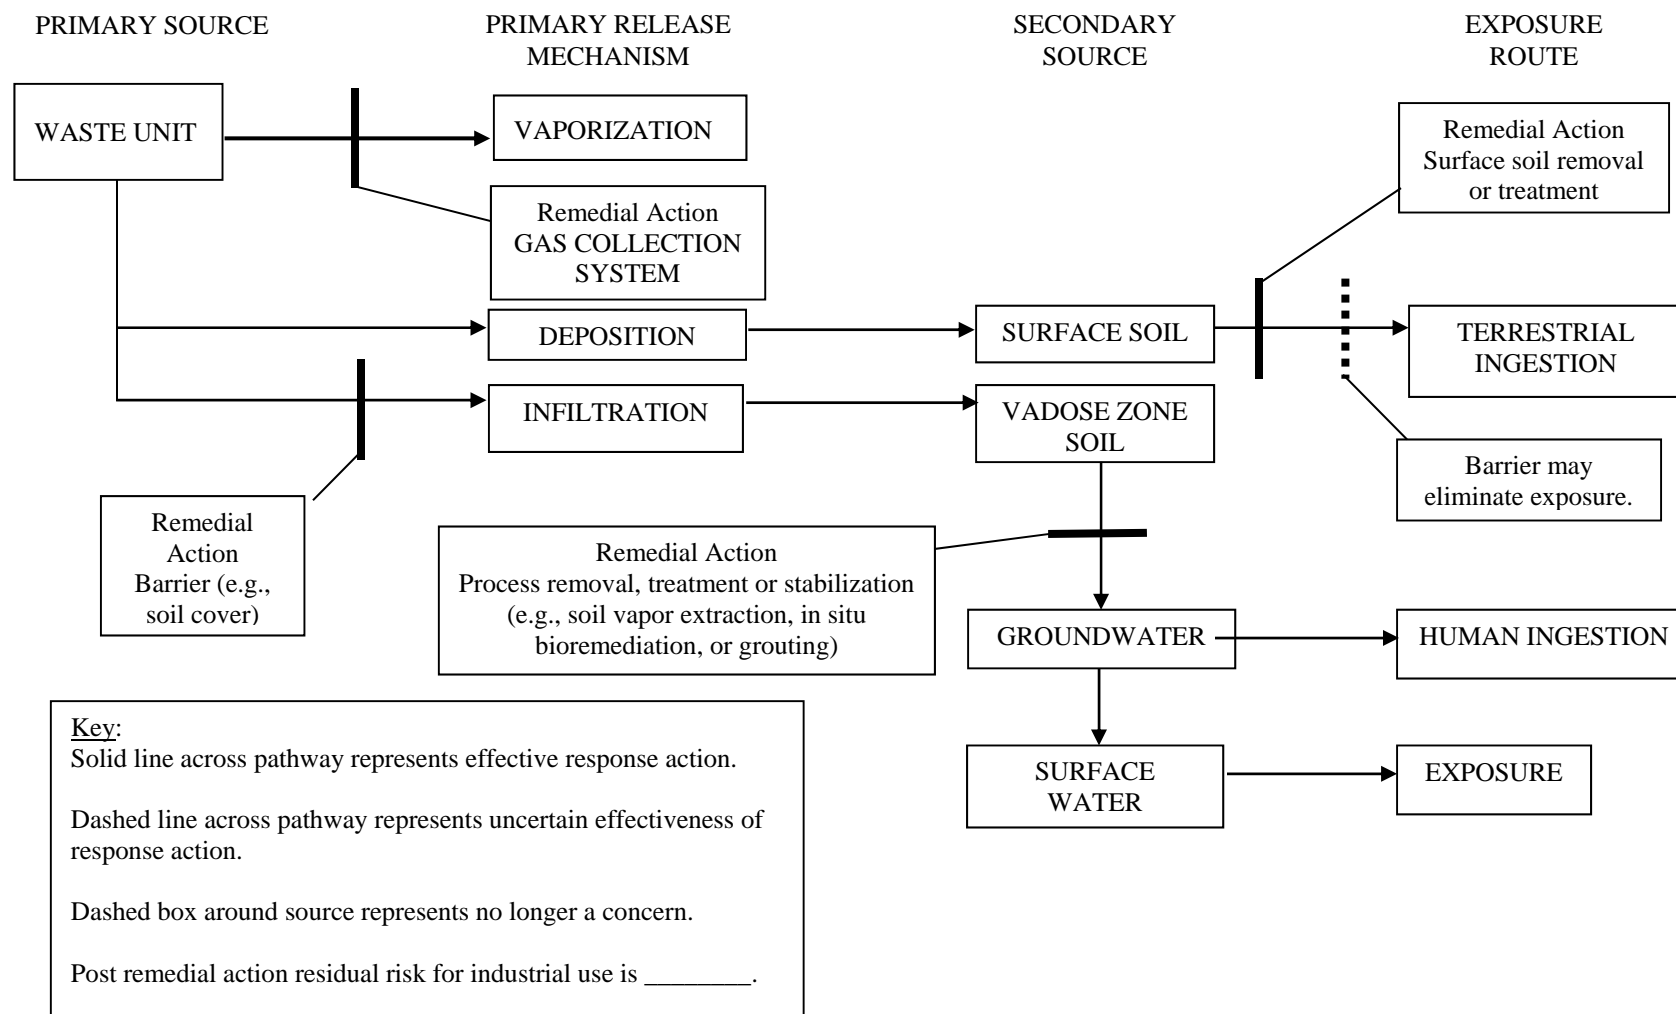 PRIMARY SOURCE
PRIMARY RELEASE
MECHANISM
SECONDARY
SOURCE
EXPOSURE
ROUTE
WASTE UNIT
VAPORIZATION
Remedial Action
Surface soil removal
or treatment
Remedial Action
GAS COLLECTION
SYSTEM
DEPOSITION
SURFACE SOIL
TERRESTRIAL
INGESTION
INFILTRATION
VADOSE ZONE
SOIL
Barrier may
eliminate exposure.
Remedial
Action
Barrier (e.g.,
soil cover)
Remedial Action
Process removal, treatment or stabilization
(e.g., soil vapor extraction, in situ
bioremediation, or grouting)
GROUNDWATER
HUMAN INGESTION
SURFACE
WATER
EXPOSURE
Key:
Solid line across pathway represents effective response action.
Dashed line across pathway represents uncertain effectiveness of
response action.
Dashed box around source represents no longer a concern.
Post remedial action residual risk for industrial use is ________.